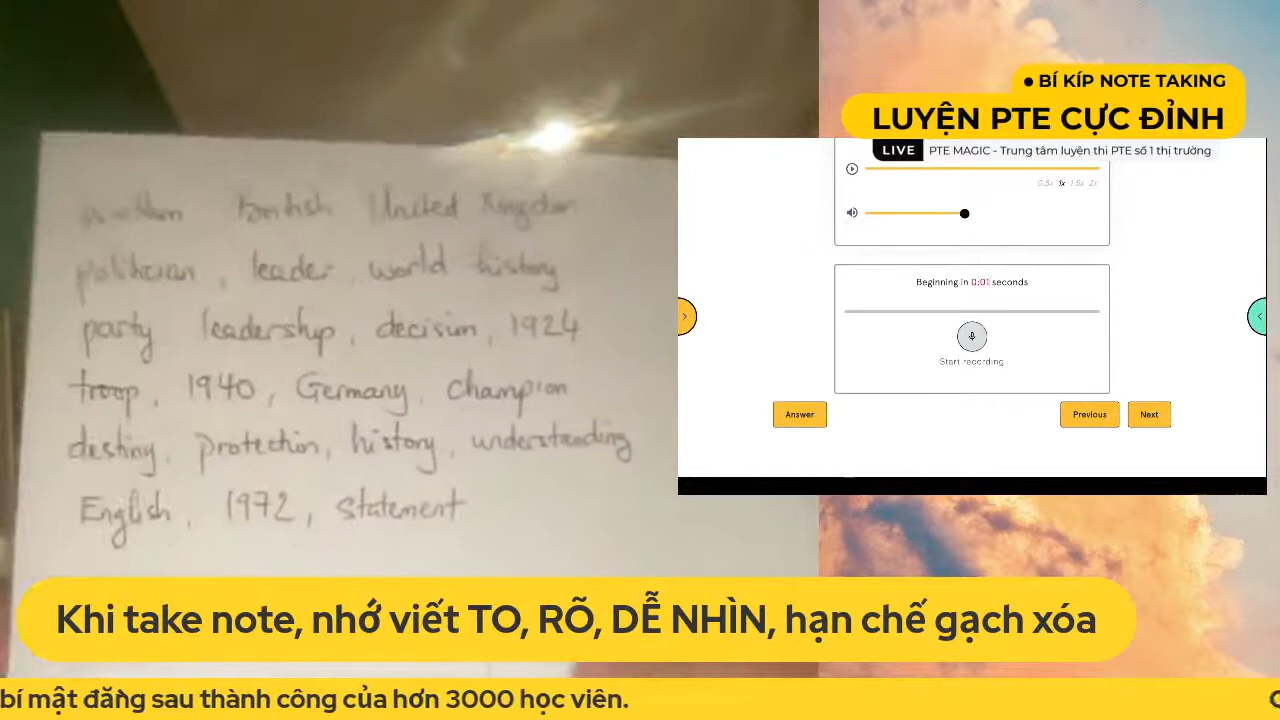 British United Kingdom
politician, leader, world history
party leadership, decision, 1924
troop, 1940, Germany, champion
destiny, protection, history, understanding
English, 1972, statement
• BÍ KÍP NOTE TAKING
LUYỆN PTE CỰC ĐỈNH
LIVE PTE MAGIC - Trung tâm luyện thi PTE số 1 thị trường
0.5x 1x 1.5x 2x
Beginning in 0:01 seconds
Start recording
Answer
Previous
Next
Khi take note, nhớ viết TO, RÕ, DỄ NHÌN, hạn chế gạch xóa
bí mật đằng sau thành công của hơn 3000 học viên.